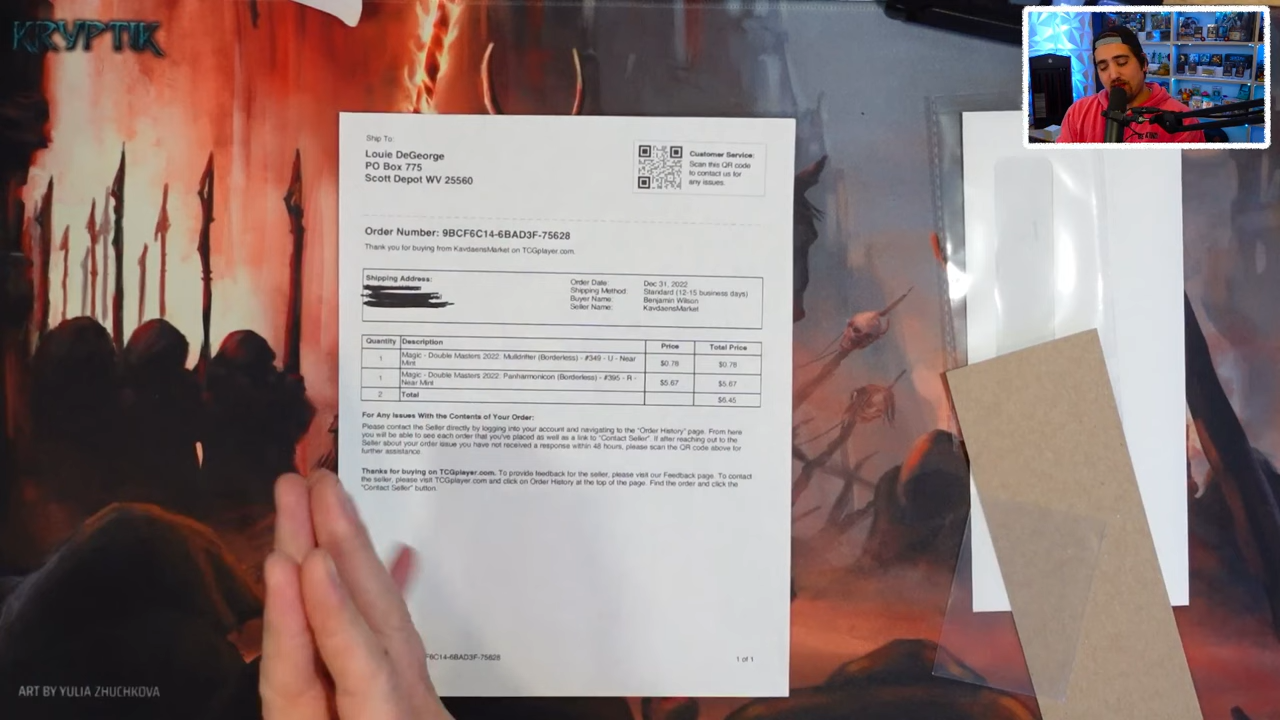 KRYPTIK
Ship To:
Louie DeGeorge
PO Box 775
Scott Depot WV 25560
Customer Service:
Scan this QR code
to contact us for
any issues.
Order Number: 9BCF6C14-6BAD3F-75628
Thank you for buying from KavdaensMarket on TCGplayer.com.
Shipping Address:
Order Date: Dec 31, 2022
Shipping Method: Standard (12-15 business days)
Buyer Name: Benjamin Wilson
Seller Name: KavdaensMarket
Quantity Description Price Total Price
1 Magic - Double Masters 2022: Mulldrifter (Borderless) - #349 - U - Near
Mint $0.78 $0.78
1 Magic - Double Masters 2022: Panharmonicon (Borderless) - #395 - R -
Near Mint $5.67 $5.67
2 Total $6.45
For Any Issues With the Contents of Your Order:
Please contact the Seller directly by logging into your account and navigating to the "Order History" page. From here
you will be able to see each order that you've placed as well as a link to "Contact Seller". If after reaching out to the
Seller about your order issue you have not received a response within 48 hours, please scan the QR code above for
further assistance.
Thanks for buying on TCGplayer.com. To provide feedback for the seller, please visit our Feedback page. To contact
the seller, please visit TCGplayer.com and click on Order History at the top of the page. Find the order and click the
"Contact Seller" button.
6C14-6BAD3F-75628
1 of 1
ART BY YULIA ZHUCHKOVA